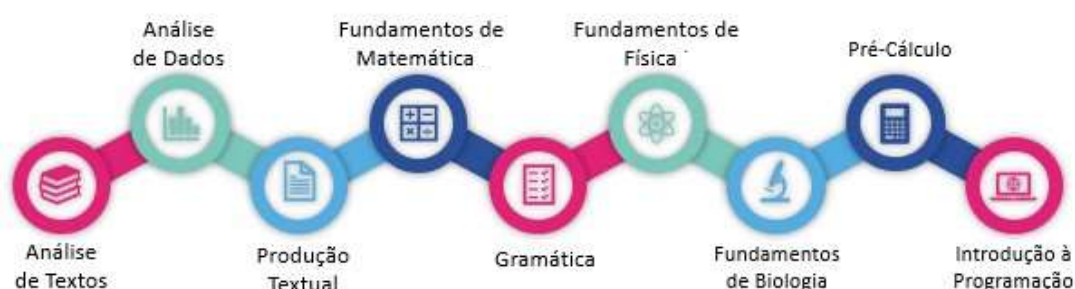 Análise
de Dados
Fundamentos de
Matemática
Fundamentos de
Física
Pré-Cálculo
Análise
de Textos
Produção
Textual
Gramática
Fundamentos
de Biologia
Introdução à
Programação